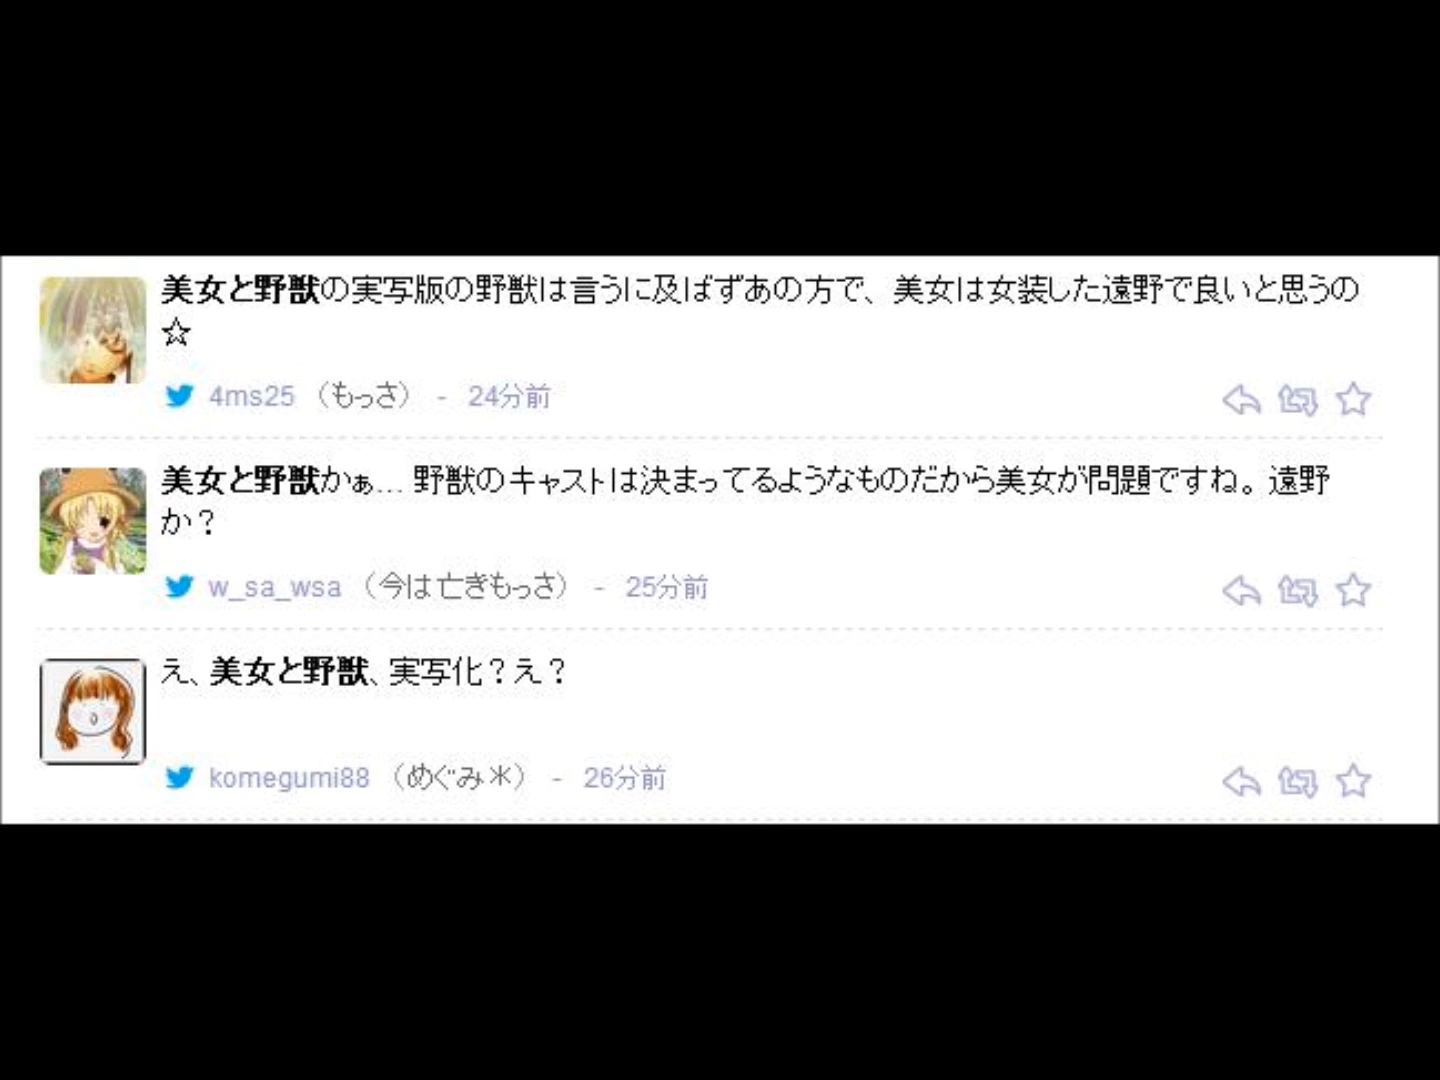 美女と野獣の実写版の野獣は言うに及ばずあの方で、美女は女装した遠野で良いと思うの
☆
4ms25 （もっさ） - 24分前
美女と野獣かぁ... 野獣のキャストは決まってるようなものだから美女が問題ですね。遠野
か？
w_sa_wsa （今は亡きもっさ） - 25分前
え、美女と野獣、実写化？え？
komegumi88 （めぐみ＊） - 26分前